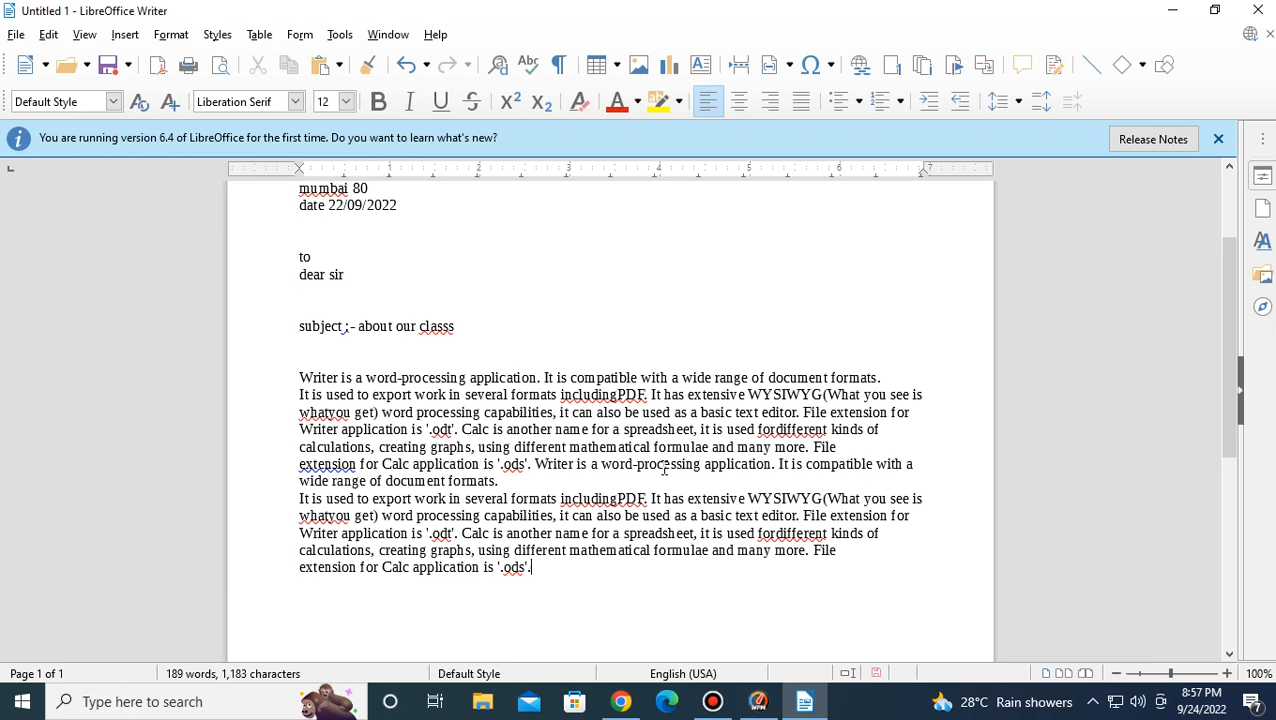 Untitled 1 - LibreOffice Writer
File Edit View Insert Format Styles Table Form Tools Window Help
Default Style Liberation Serif 12
You are running version 6.4 of LibreOffice for the first time. Do you want to learn what's new? Release Notes
1 2 3 4 5 6 7
mumbai 80
date 22/09/2022
to
dear sir
subject ;- about our classs
Writer is a word-processing application. It is compatible with a wide range of document formats.
It is used to export work in several formats includingPDF. It has extensive WYSIWYG(What you see is
whatyou get) word processing capabilities, it can also be used as a basic text editor. File extension for
Writer application is '.odt'. Calc is another name for a spreadsheet, it is used fordifferent kinds of
calculations, creating graphs, using different mathematical formulae and many more. File
extension for Calc application is '.ods'. Writer is a word-processing application. It is compatible with a
wide range of document formats.
It is used to export work in several formats includingPDF. It has extensive WYSIWYG(What you see is
whatyou get) word processing capabilities, it can also be used as a basic text editor. File extension for
Writer application is '.odt'. Calc is another name for a spreadsheet, it is used fordifferent kinds of
calculations, creating graphs, using different mathematical formulae and many more. File
extension for Calc application is '.ods'.
Page 1 of 1 189 words, 1,183 characters Default Style English (USA) 100%
Type here to search 28°C Rain showers 8:57 PM
9/24/2022 7